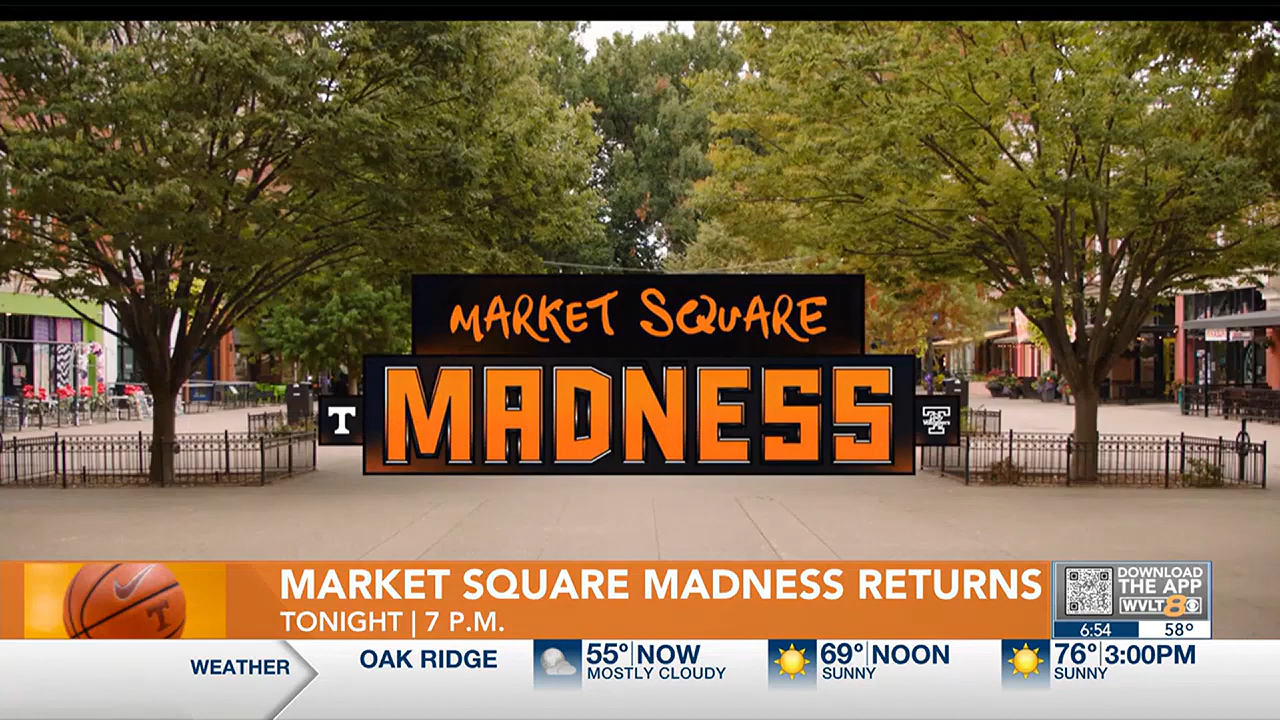 MARKET SQUARE
MADNESS
T
T
MARKET SQUARE MADNESS RETURNS
TONIGHT | 7 P.M.
T
DOWNLOAD
THE APP
WVLT 8
6:54 58°
WEATHER
OAK RIDGE
55° | NOW
MOSTLY CLOUDY
69° | NOON
SUNNY
76° | 3:00PM
SUNNY